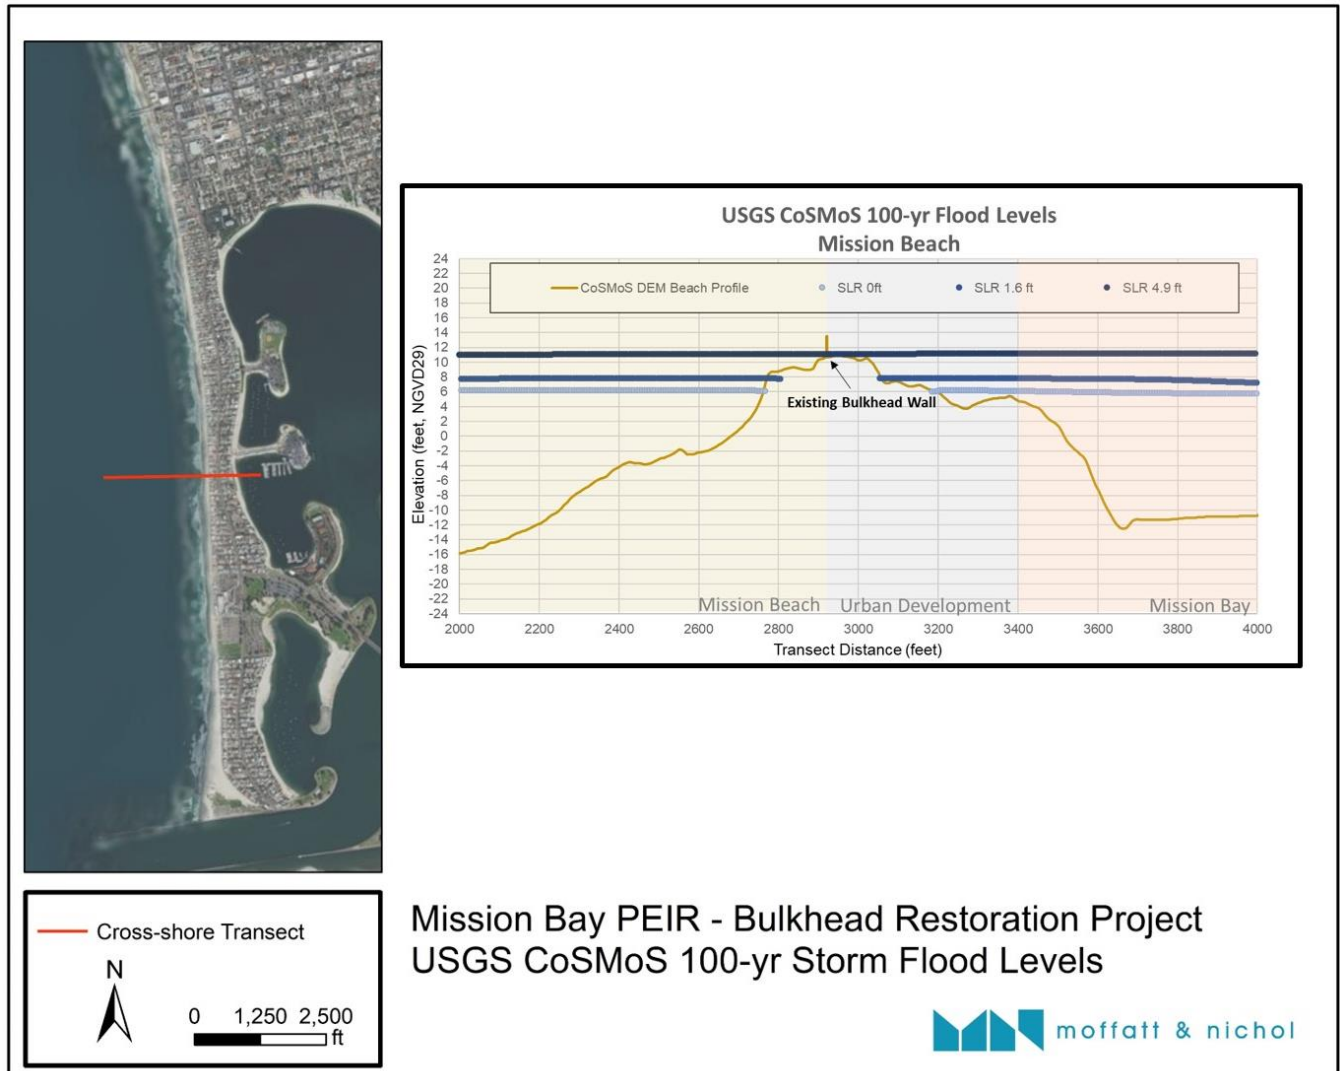 USGS CoSMoS 100-yr Flood Levels
Mission Beach
24
22
20
18
16
14
12
10
8
6
4
2
0
-2
-4
-6
-8
-10
-12
-14
-16
-18
-20
-22
-24
Elevation (feet, NGVD29)
CoSMoS DEM Beach Profile
SLR 0ft
SLR 1.6 ft
SLR 4.9 ft
Existing Bulkhead Wall
Mission Beach
Urban Development
Mission Bay
2000 2200 2400 2600 2800 3000 3200 3400 3600 3800 4000
Transect Distance (feet)
Cross-shore Transect
N
0 1,250 2,500
ft
Mission Bay PEIR - Bulkhead Restoration Project
USGS CoSMoS 100-yr Storm Flood Levels
moffatt & nichol